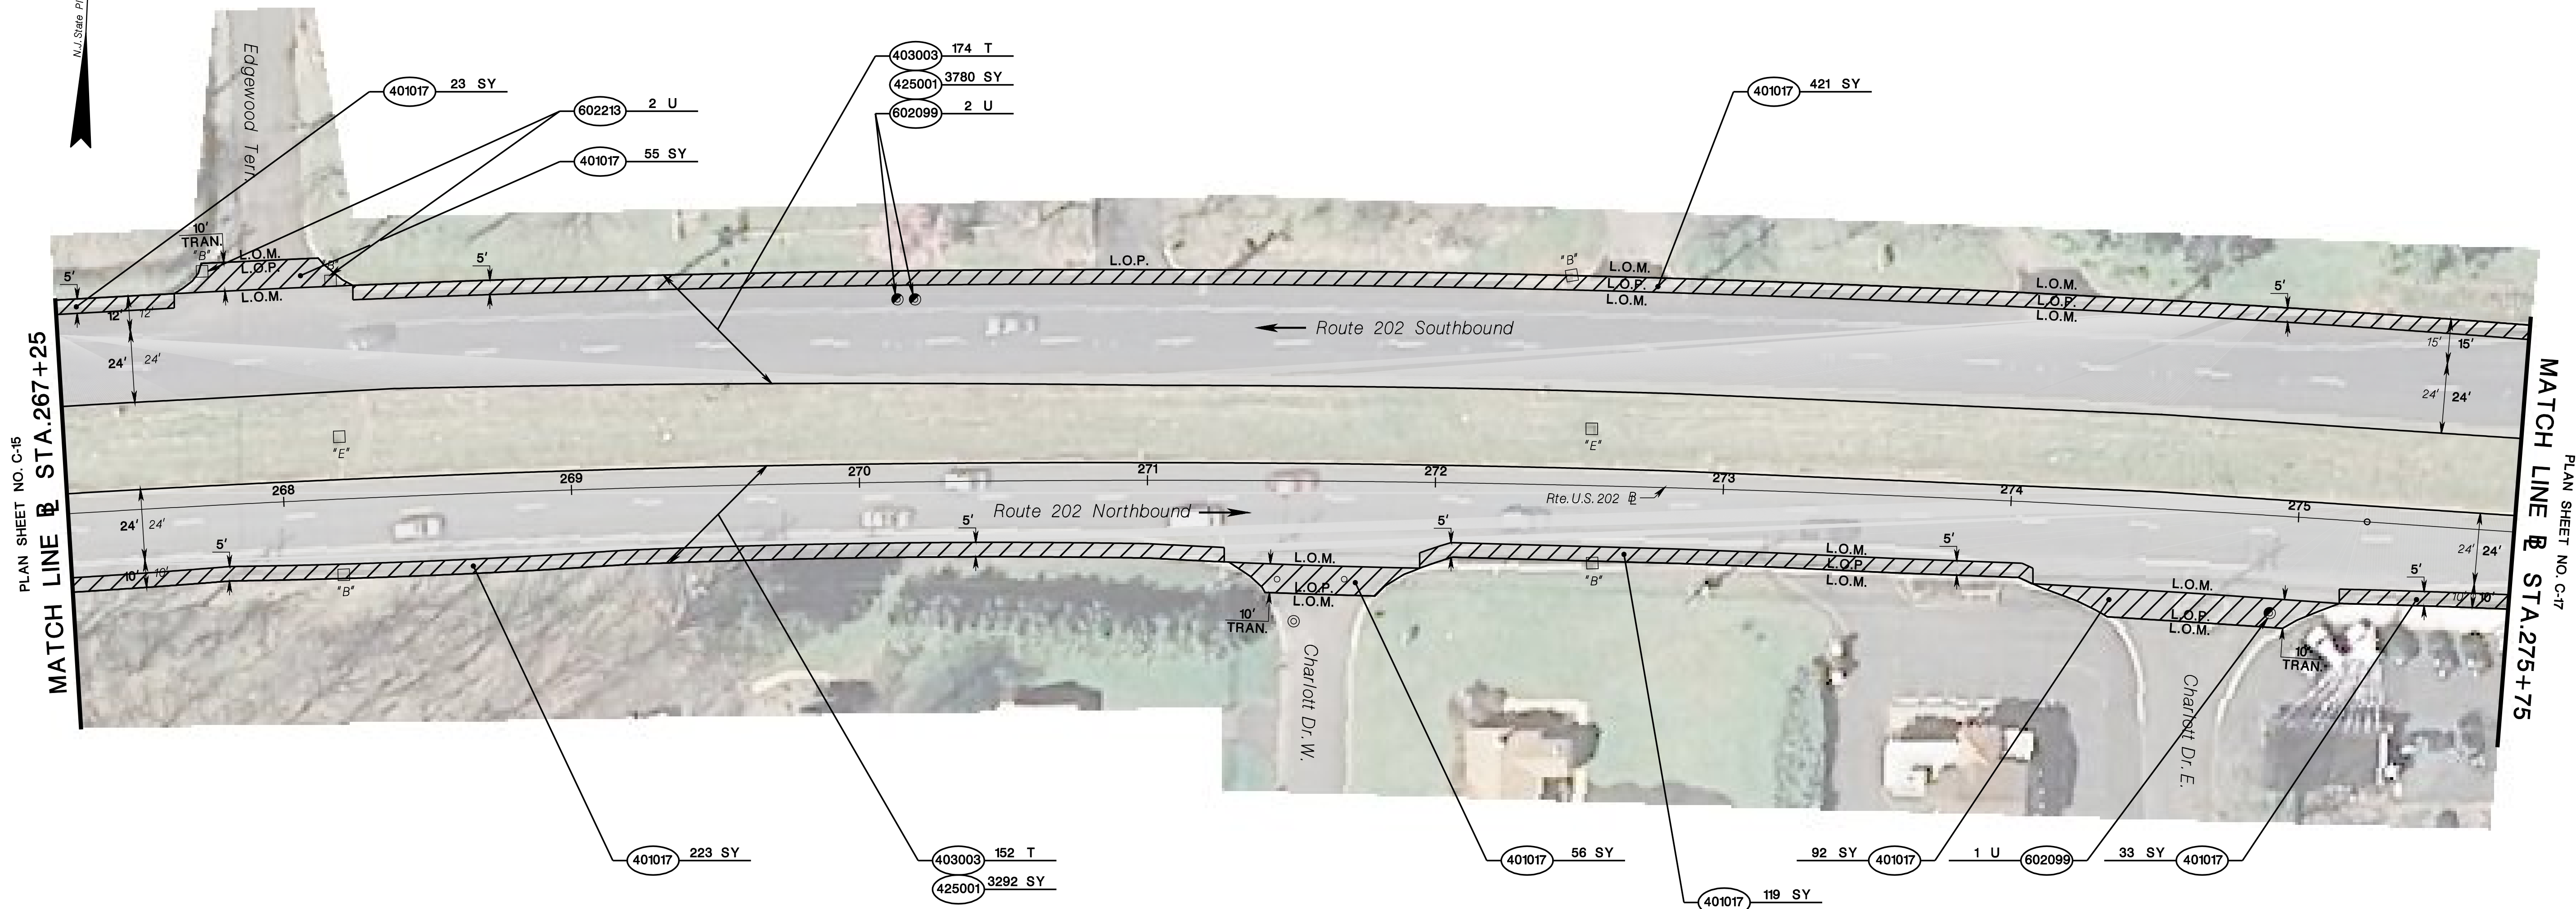 N.J. State Pl
Edgewood Terr.
401017 23 SY
602213 2 U
401017 55 SY
403003 174 T
425001 3780 SY
602099 2 U
401017 421 SY
10'
TRAN.
"B"
L.O.M.
L.O.P.
L.O.M.
"B"
5'
5'
L.O.P.
"B"
L.O.M.
L.O.P.
L.O.M.
L.O.M.
L.O.P.
L.O.M.
5'
12' 12'
24' 24'
Route 202 Southbound
15' 15'
24' 24'
PLAN SHEET NO. C-15
MATCH LINE BL STA.267+25
"E"
"E"
MATCH LINE BL STA.275+75
PLAN SHEET NO. C-17
268
269
270
271
272
273
274
275
Rte. U.S. 202 BL
Route 202 Northbound
24' 24'
10' 10'
5'
"B"
5'
L.O.M.
L.O.P.
L.O.M.
10'
TRAN.
5'
"B"
L.O.M.
L.O.P.
L.O.M.
5'
L.O.M.
L.O.P.
L.O.M.
10'
TRAN.
5'
24' 24'
10' 10'
Charlott Dr. W.
Charlott Dr. E.
401017 223 SY
403003 152 T
425001 3292 SY
401017 56 SY
401017 119 SY
92 SY 401017
1 U 602099
33 SY 401017